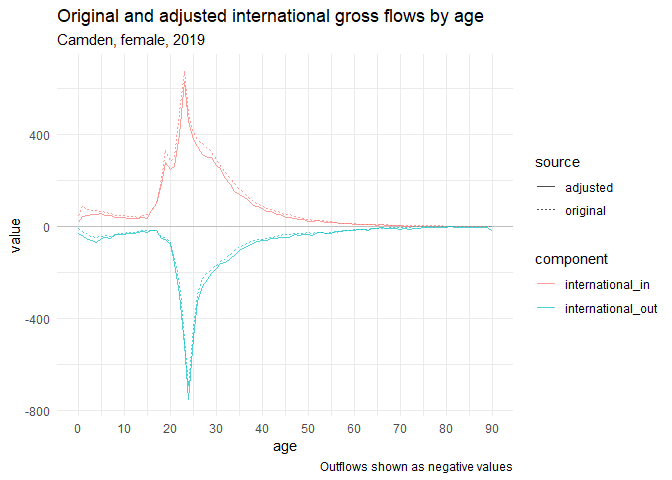 Original and adjusted international gross flows by age
Camden, female, 2019
400
0
-400
-800
value
0 10 20 30 40 50 60 70 80 90
age
source
adjusted
original
component
international_in
international_out
Outflows shown as negative values